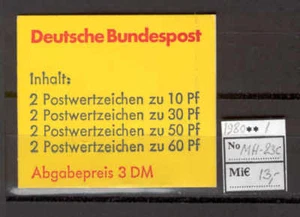 Deutsche Bundespost
Inhalt:
2 Postwertzeichen zu 10 Pf
2 Postwertzeichen zu 30 Pf
2 Postwertzeichen zu 50 Pf
2 Postwertzeichen zu 60 Pf
Abgabepreis 3 DM
1980 ••
No MH-23c
Mi€ 13,-